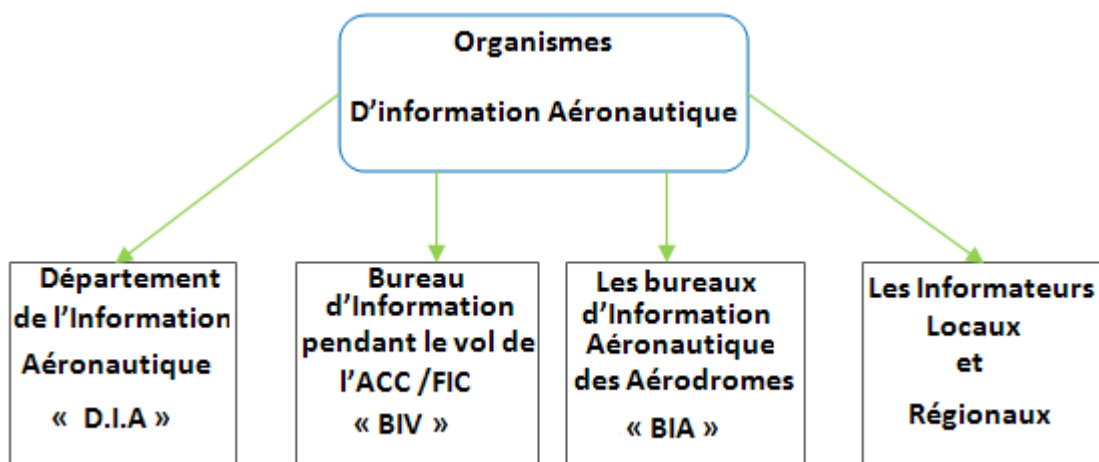 Organismes
D'information Aéronautique
Département
de l'Information
Aéronautique
« D.I.A »
Bureau
d'Information
pendant le vol de
l'ACC /FIC
« BIV »
Les bureaux
d'Information
Aéronautique
des Aérodromes
« BIA »
Les Informateurs
Locaux
et
Régionaux